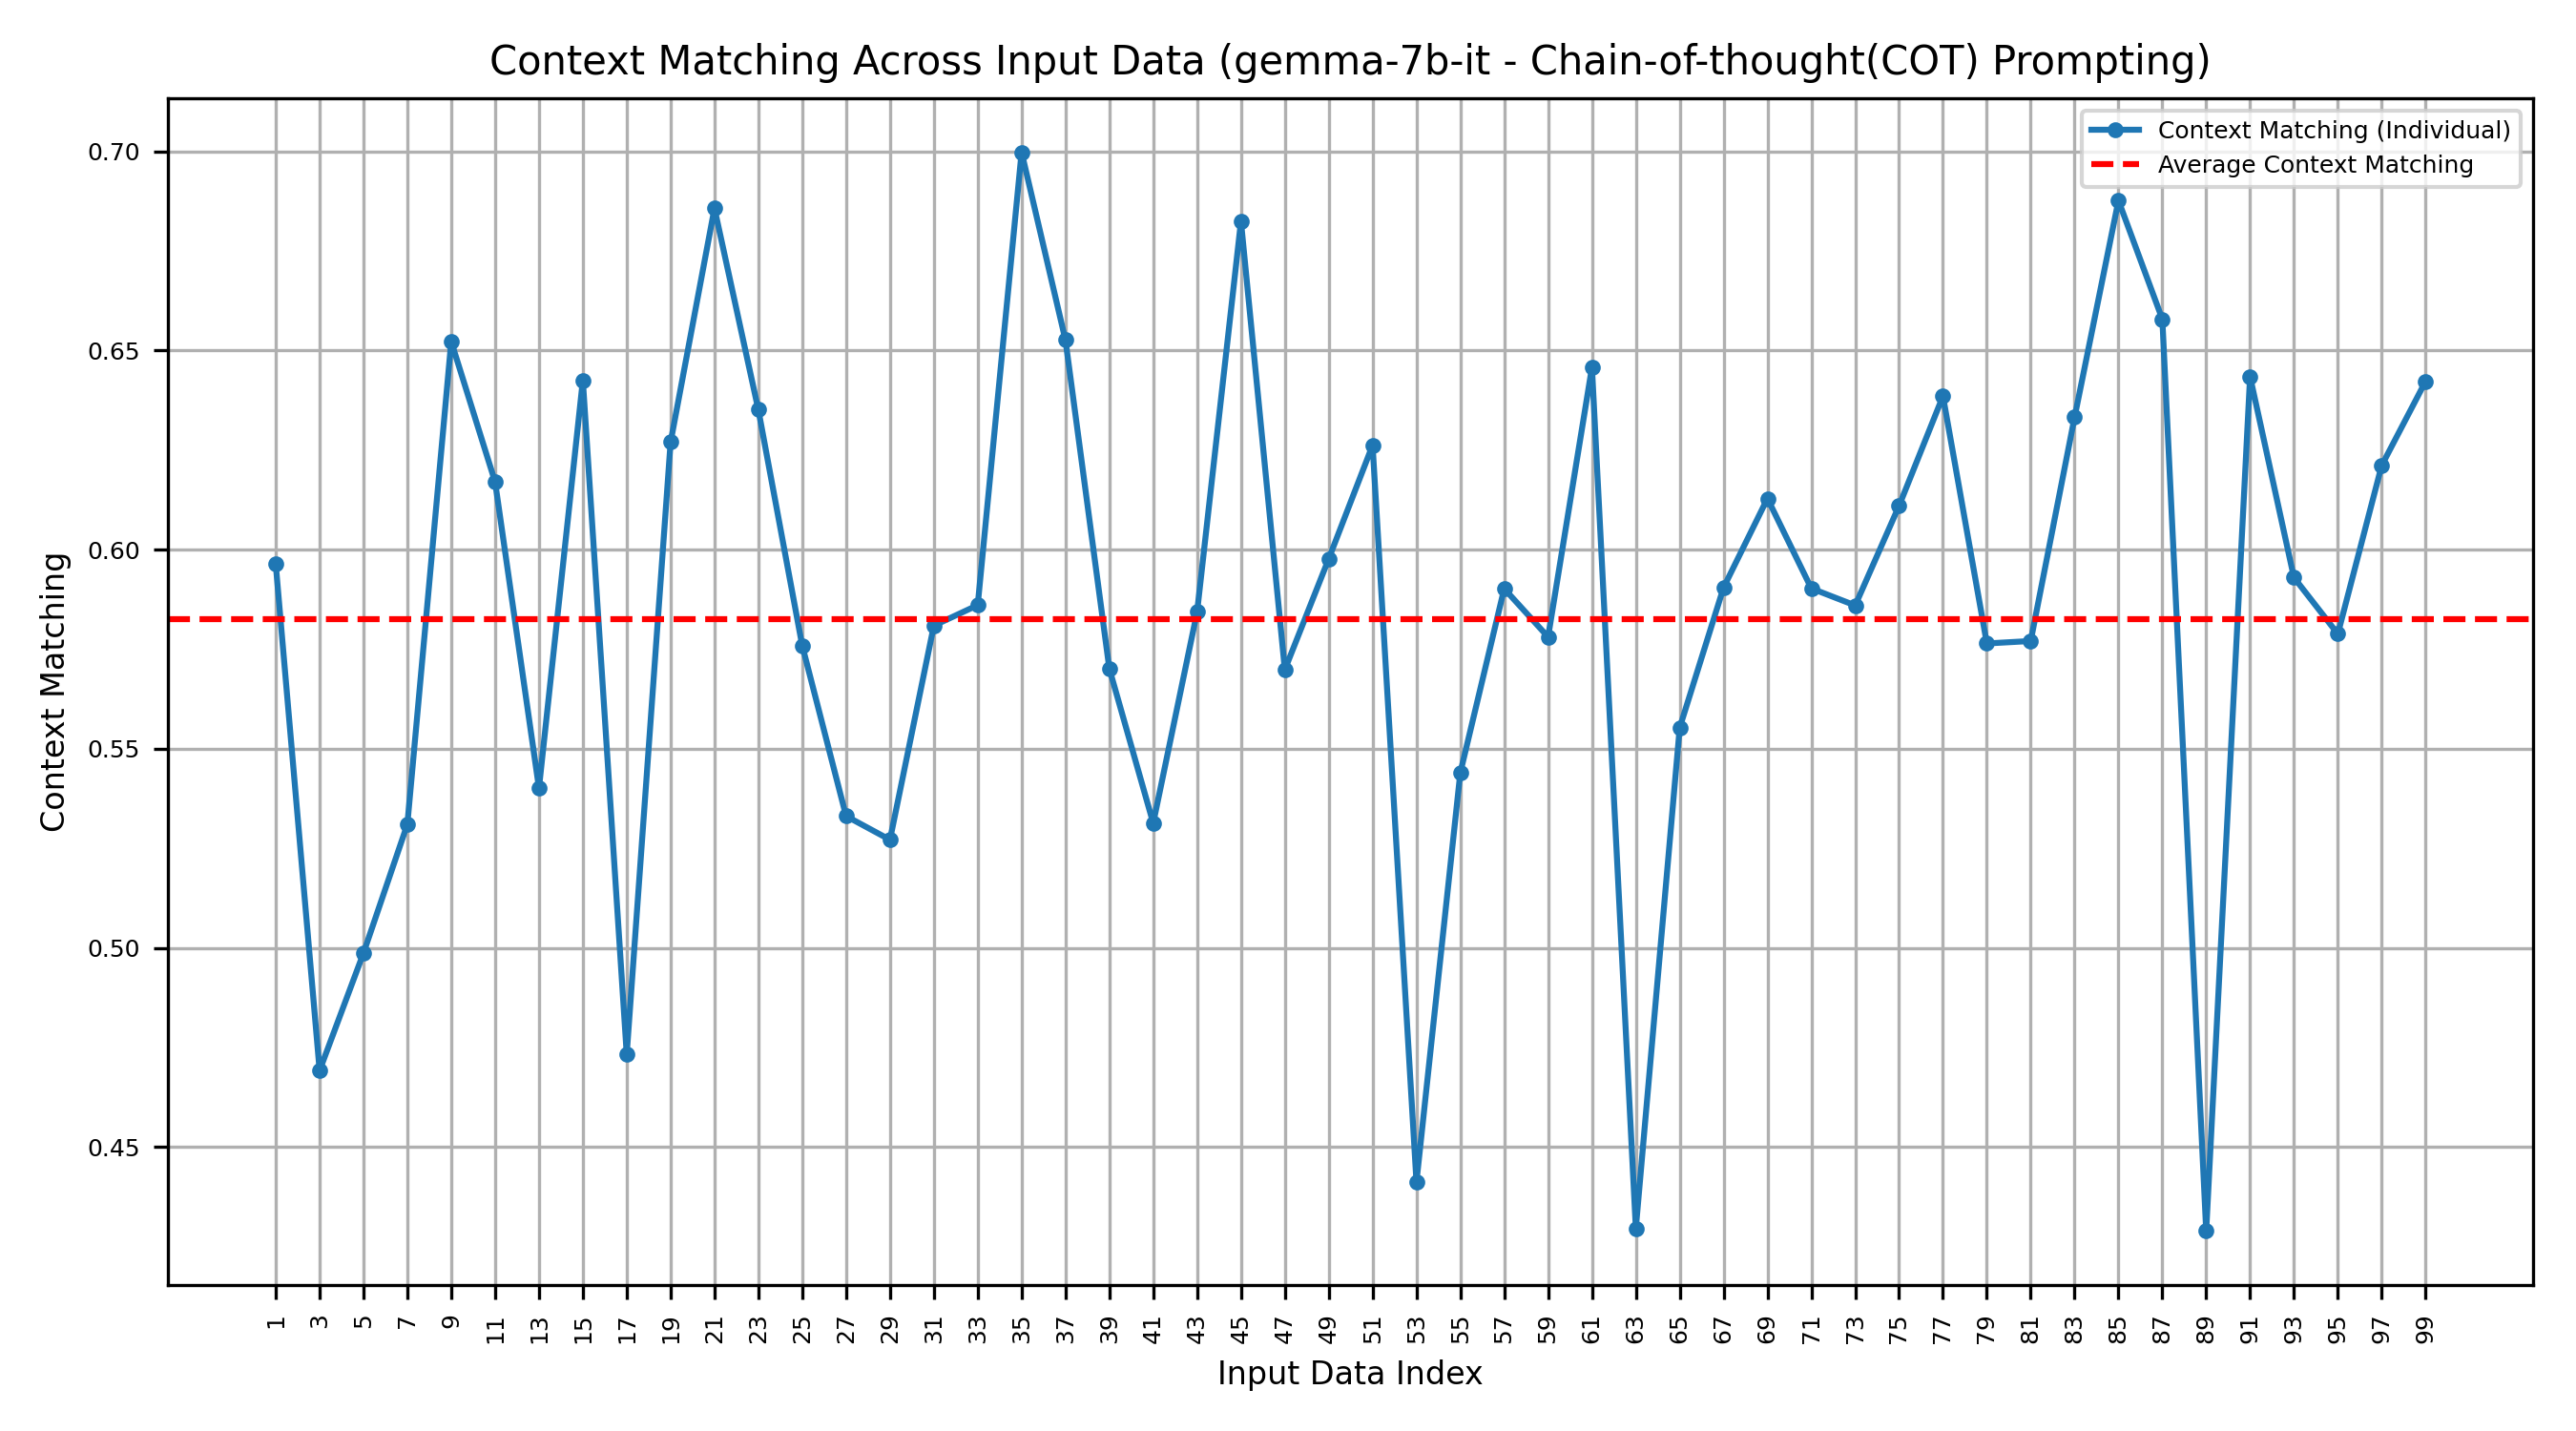 Context Matching Across Input Data (gemma-7b-it - Chain-of-thought(COT) Prompting)
Context Matching (Individual)
Average Context Matching
Context Matching
0.70
0.65
0.60
0.55
0.50
0.45
1 3 5 7 9 11 13 15 17 19 21 23 25 27 29 31 33 35 37 39 41 43 45 47 49 51 53 55 57 59 61 63 65 67 69 71 73 75 77 79 81 83 85 87 89 91 93 95 97 99
Input Data Index